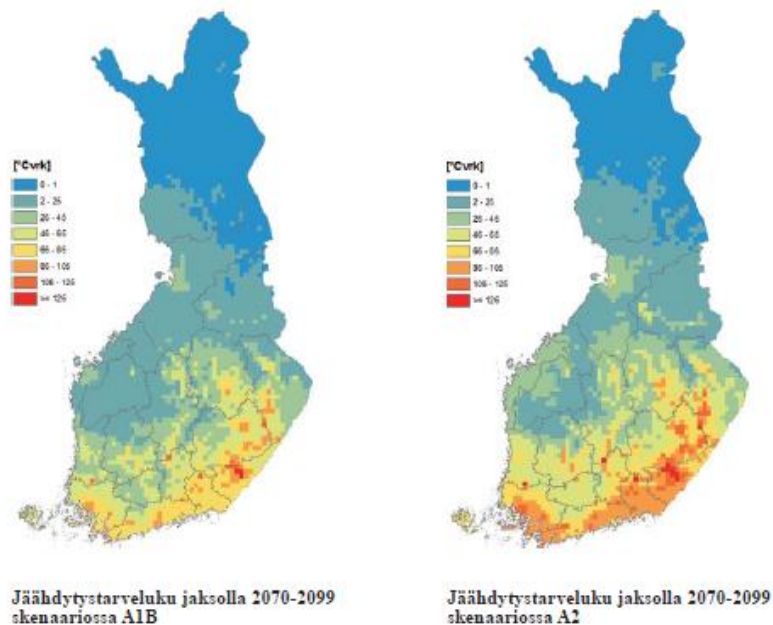 [°Cvrk]
0 - 1
2 - 25
26 - 45
46 - 65
66 - 85
86 - 105
106 - 125
>= 126
Jäähdytystarveluku jaksolla 2070-2099
skenaariossa A1B
[°Cvrk]
0 - 1
2 - 25
26 - 45
46 - 65
66 - 85
86 - 105
106 - 125
>= 126
Jäähdytystarveluku jaksolla 2070-2099
skenaariossa A2